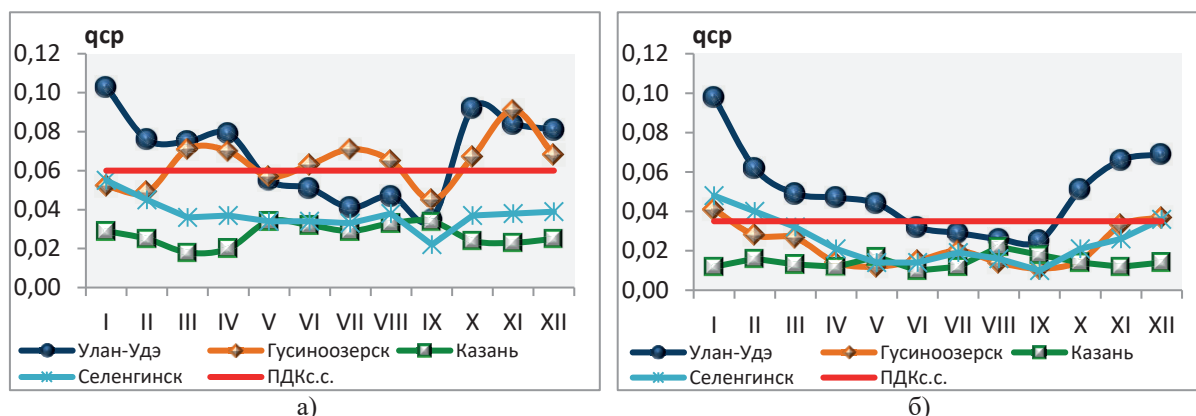 qcp
0,12
0,10
0,08
0,06
0,04
0,02
0,00
I II III IV V VI VII VIII IX X XI XII
Улан-Удэ Гусиноозерск Казань
Селенгинск ПДКс.с.
а)
qcp
0,12
0,10
0,08
0,06
0,04
0,02
0,00
I II III IV V VI VII VIII IX X XI XII
Улан-Удэ Гусиноозерск Казань
Селенгинск ПДКс.с.
б)